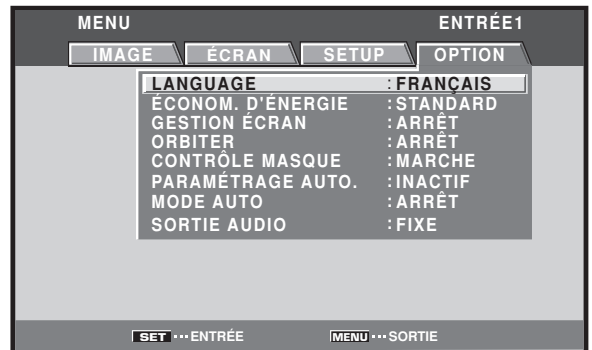 MENU ENTRÉE1
IMAGE ÉCRAN SETUP OPTION
LANGUAGE :FRANÇAIS
ÉCONOM. D'ÉNERGIE :STANDARD
GESTION ÉCRAN :ARRÊT
ORBITER :ARRÊT
CONTRÔLE MASQUE :MARCHE
PARAMÉTRAGE AUTO. :INACTIF
MODE AUTO :ARRÊT
SORTIE AUDIO :FIXE
SET ··· ENTRÉE MENU ··· SORTIE